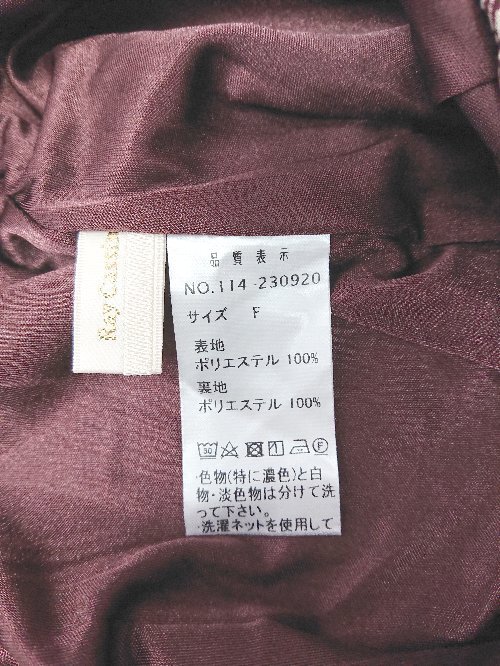 Ray Cassin
品質表示
NO.114-230920
サイズ F
表地
ポリエステル 100%
裏地
ポリエステル 100%
30 F
・色物(特に濃色)と白
物・淡色物は分けて洗
って下さい。
・洗濯ネットを使用して